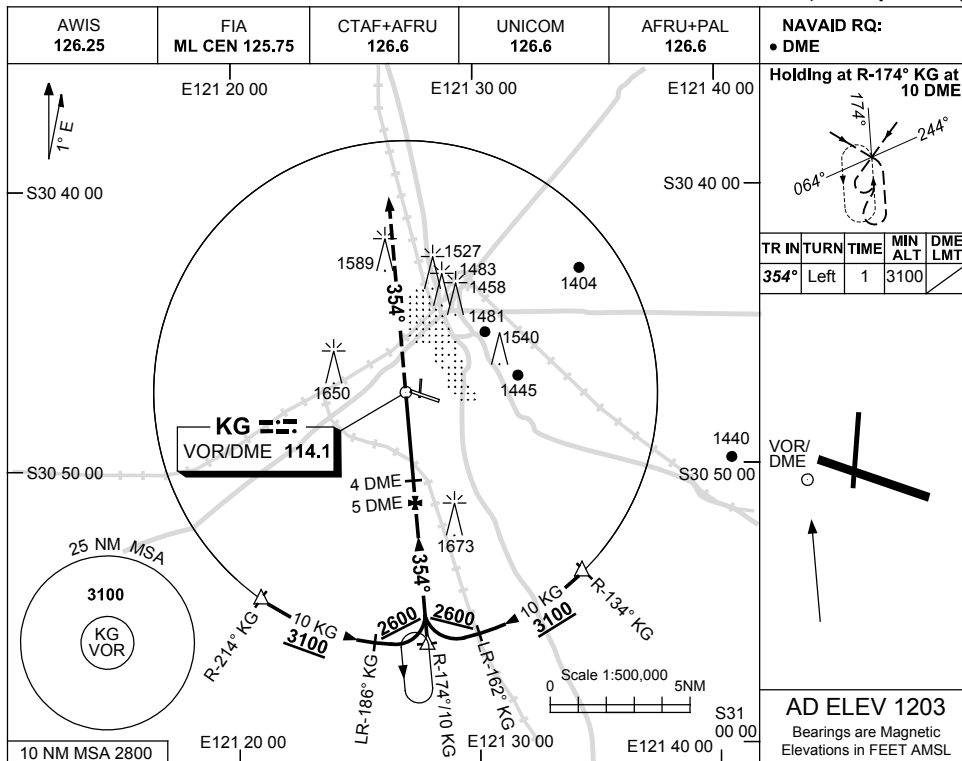 AWIS
126.25
FIA
ML CEN 125.75
CTAF+AFRU
126.6
UNICOM
126.6
AFRU+PAL
126.6
NAVAID RQ:
• DME
E121 20 00
E121 30 00
E121 40 00
1° E
S30 40 00
S30 40 00
Holding at R-174° KG at
10 DME
174°
244°
064°
TR IN TURN TIME MIN ALT DME LMT
354° Left 1 3100
1589
1527
1483
1458
1404
354°
1481
1540
1650
1445
KG
VOR/DME 114.1
S30 50 00
1440
S30 50 00
VOR/
DME
4 DME
5 DME
1673
25 NM MSA
3100
KG
VOR
354°
10 KG
3100
2600
2600
10 KG
3100
R-214° KG
R-134° KG
LR-186° KG
R-174°/10 KG
LR-162° KG
Scale 1:500,000
0 5NM
S31
00 00
10 NM MSA 2800
E121 20 00
E121 30 00
E121 40 00
AD ELEV 1203
Bearings are Magnetic
Elevations in FEET AMSL